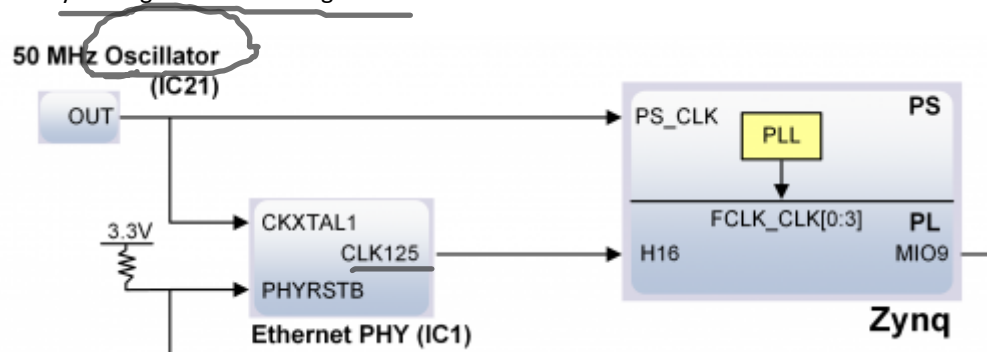 50 MHz Oscillator
(IC21)
OUT
PS_CLK
PS
PLL
CKXTAL1
FCLK_CLK[0:3]
PL
3.3V
CLK125
H16
MIO9
PHYRSTB
Ethernet PHY (IC1)
Zynq